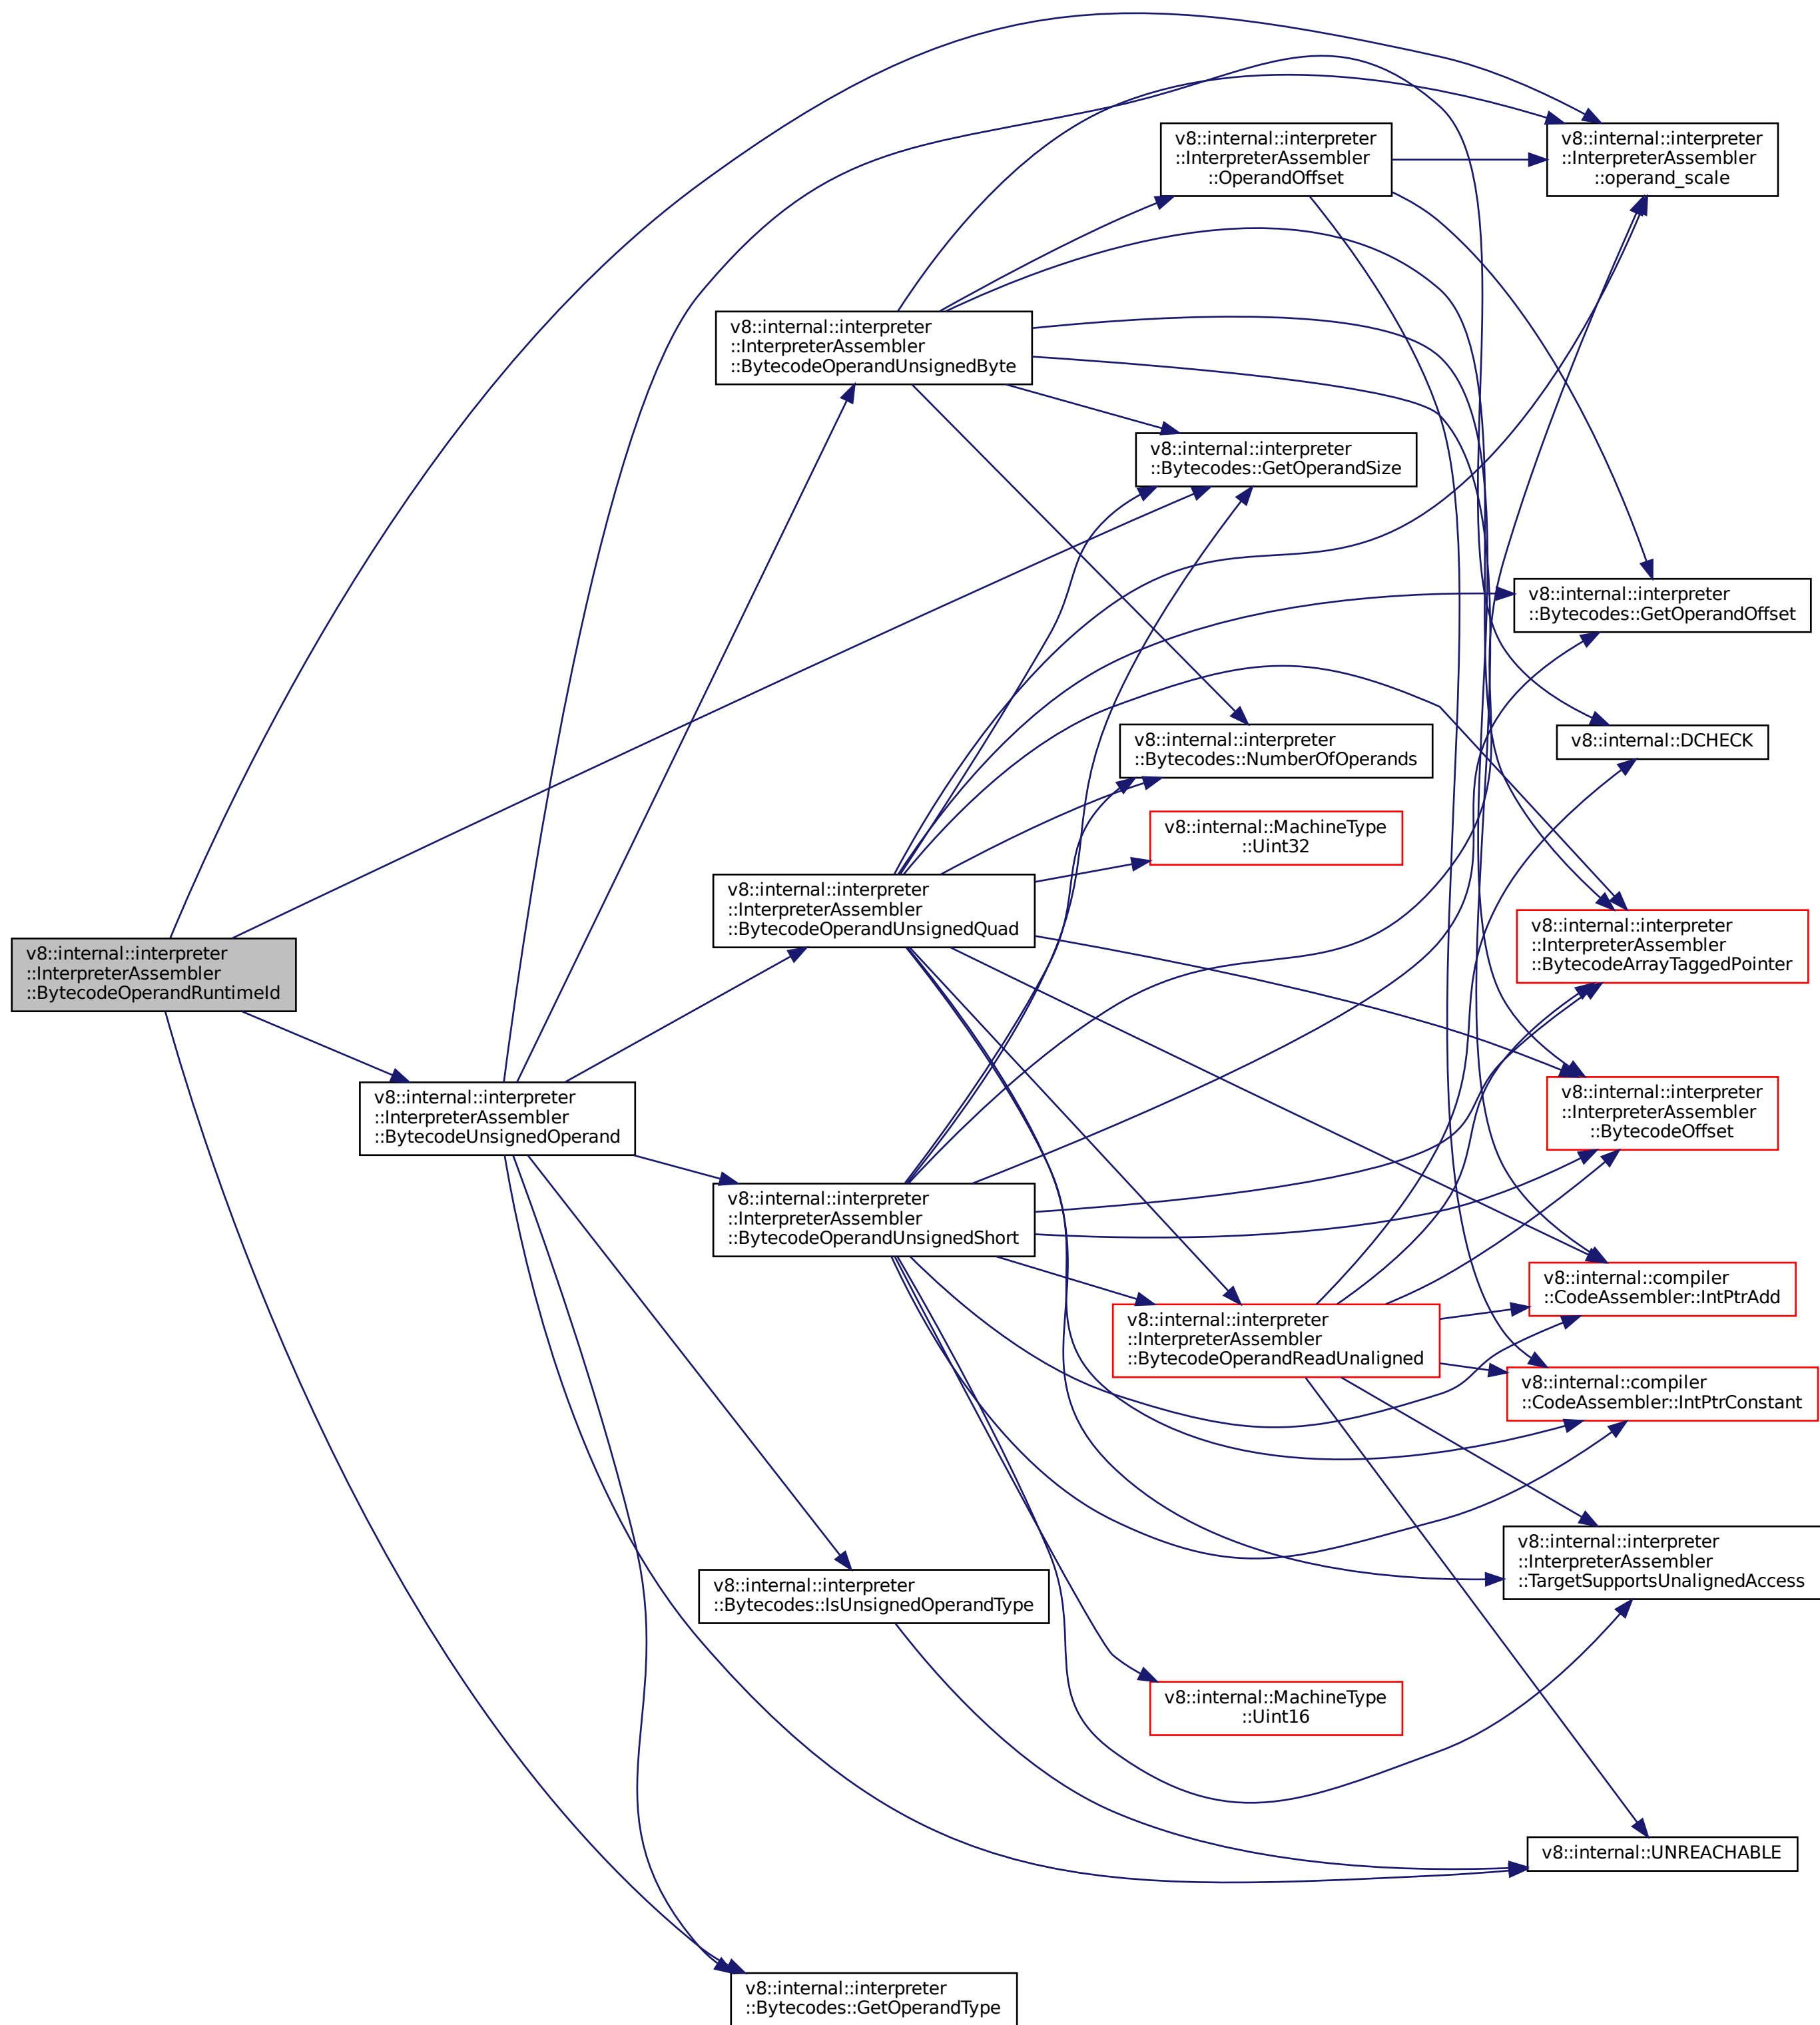 v8::internal::interpreter
::InterpreterAssembler
::OperandOffset
v8::internal::interpreter
::InterpreterAssembler
::operand_scale
v8::internal::interpreter
::InterpreterAssembler
::BytecodeOperandUnsignedByte
v8::internal::interpreter
::Bytecodes::GetOperandSize
v8::internal::interpreter
::Bytecodes::GetOperandOffset
v8::internal::interpreter
::Bytecodes::NumberOfOperands
v8::internal::DCHECK
v8::internal::MachineType
::Uint32
v8::internal::interpreter
::InterpreterAssembler
::BytecodeOperandUnsignedQuad
v8::internal::interpreter
::InterpreterAssembler
::BytecodeArrayTaggedPointer
v8::internal::interpreter
::InterpreterAssembler
::BytecodeOperandRuntimeId
v8::internal::interpreter
::InterpreterAssembler
::BytecodeOffset
v8::internal::interpreter
::InterpreterAssembler
::BytecodeUnsignedOperand
v8::internal::interpreter
::InterpreterAssembler
::BytecodeOperandUnsignedShort
v8::internal::compiler
::CodeAssembler::IntPtrAdd
v8::internal::interpreter
::InterpreterAssembler
::BytecodeOperandReadUnaligned
v8::internal::compiler
::CodeAssembler::IntPtrConstant
v8::internal::interpreter
::InterpreterAssembler
::TargetSupportsUnalignedAccess
v8::internal::interpreter
::Bytecodes::IsUnsignedOperandType
v8::internal::MachineType
::Uint16
v8::internal::UNREACHABLE
v8::internal::interpreter
::Bytecodes::GetOperandType